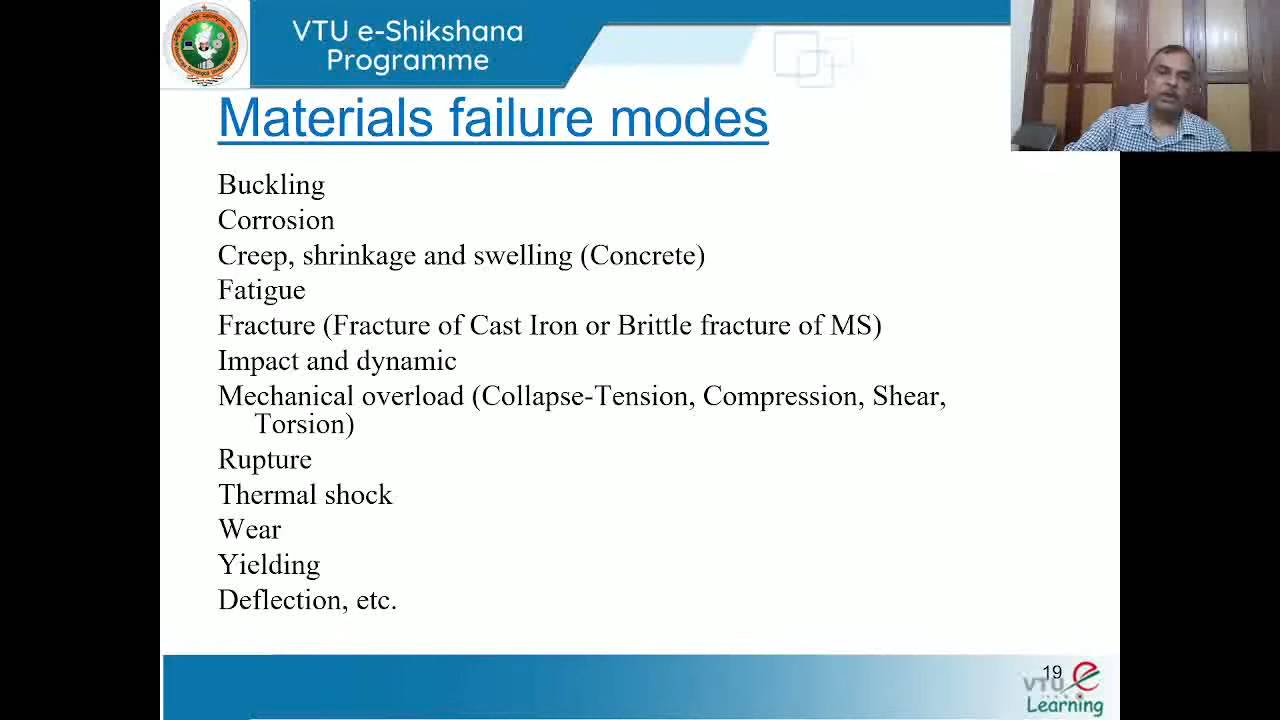 VTU e-Shikshana
Programme
Materials failure modes
Buckling
Corrosion
Creep, shrinkage and swelling (Concrete)
Fatigue
Fracture (Fracture of Cast Iron or Brittle fracture of MS)
Impact and dynamic
Mechanical overload (Collapse-Tension, Compression, Shear,
Torsion)
Rupture
Thermal shock
Wear
Yielding
Deflection, etc.
19
VTU e
Learning